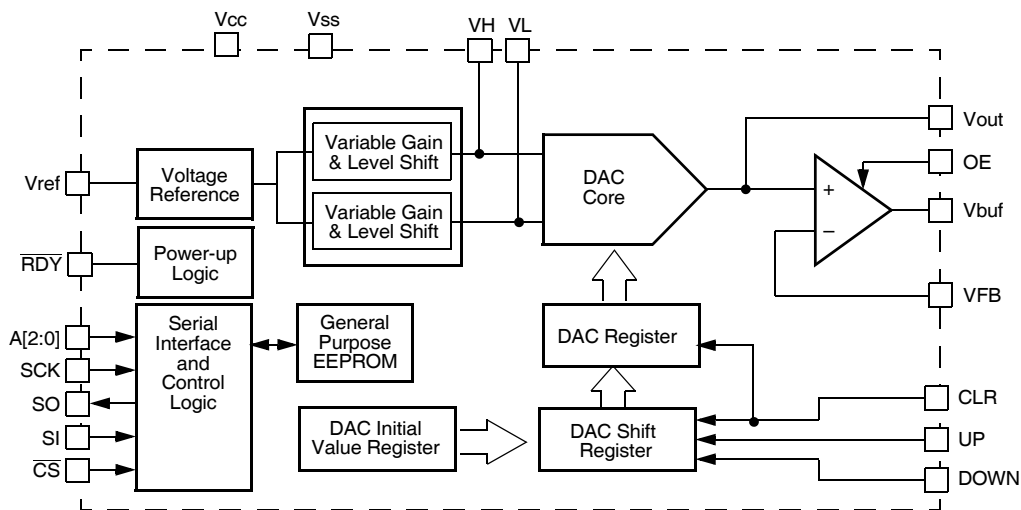 Vcc
Vss
VH
VL
Variable Gain
& Level Shift
Variable Gain
& Level Shift
DAC
Core
Vout
OE
Vbuf
VFB
+
−
Vref
Voltage
Reference
RDY
Power-up
Logic
A[2:0]
SCK
SO
SI
CS
Serial
Interface
and
Control
Logic
General
Purpose
EEPROM
DAC Register
DAC Initial
Value Register
DAC Shift
Register
CLR
UP
DOWN